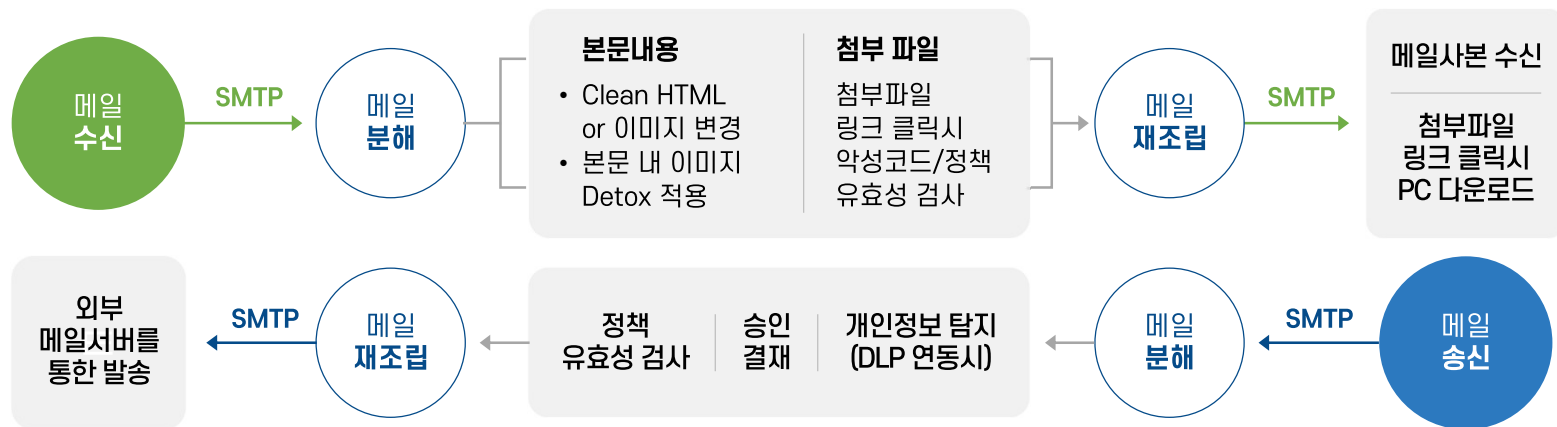 메일
수신
SMTP
메일
분해
본문내용
• Clean HTML
or 이미지 변경
• 본문 내 이미지
Detox 적용
첨부 파일
첨부파일
링크 클릭시
악성코드/정책
유효성 검사
메일
재조립
SMTP
메일사본 수신
첨부파일
링크 클릭시
PC 다운로드
외부
메일서버를
통한 발송
SMTP
메일
재조립
정책
유효성 검사
승인
결재
개인정보 탐지
(DLP 연동시)
메일
분해
SMTP
메일
송신